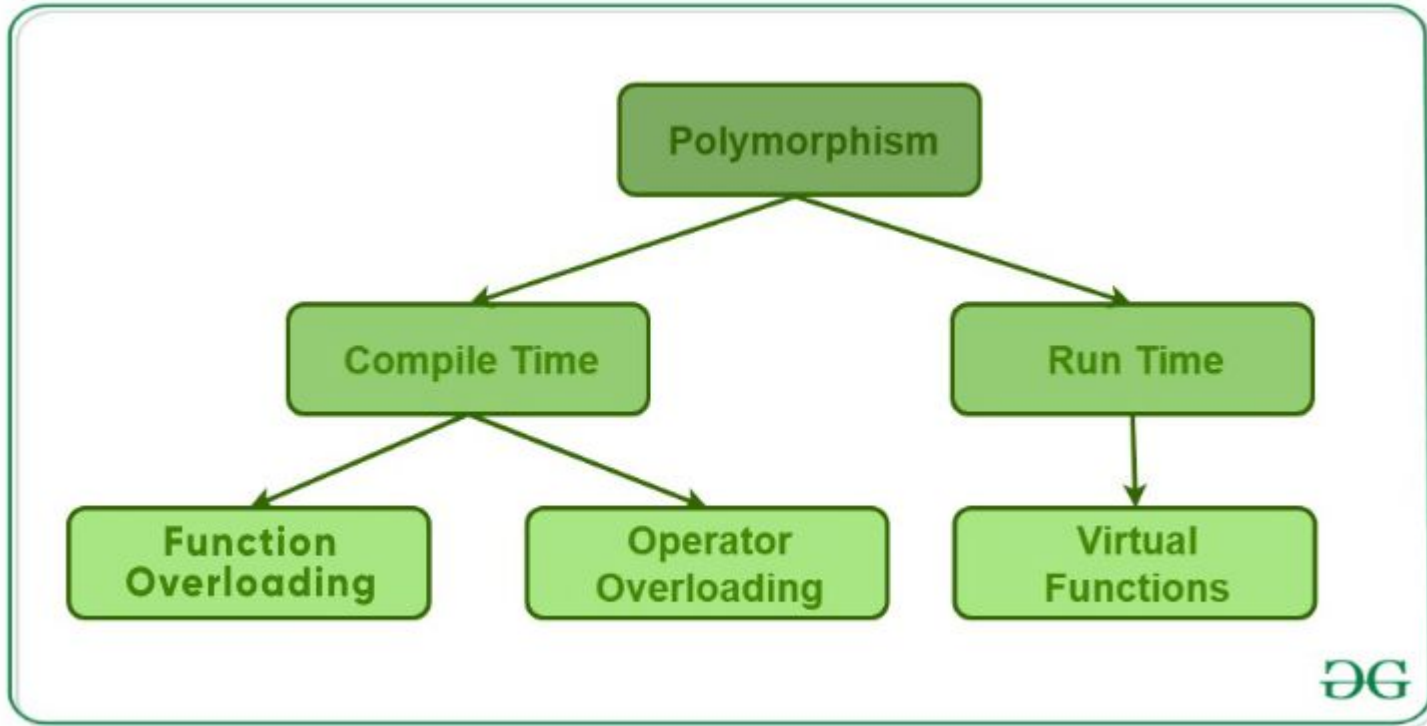 Polymorphism
Compile Time
Run Time
Function
Overloading
Operator
Overloading
Virtual
Functions